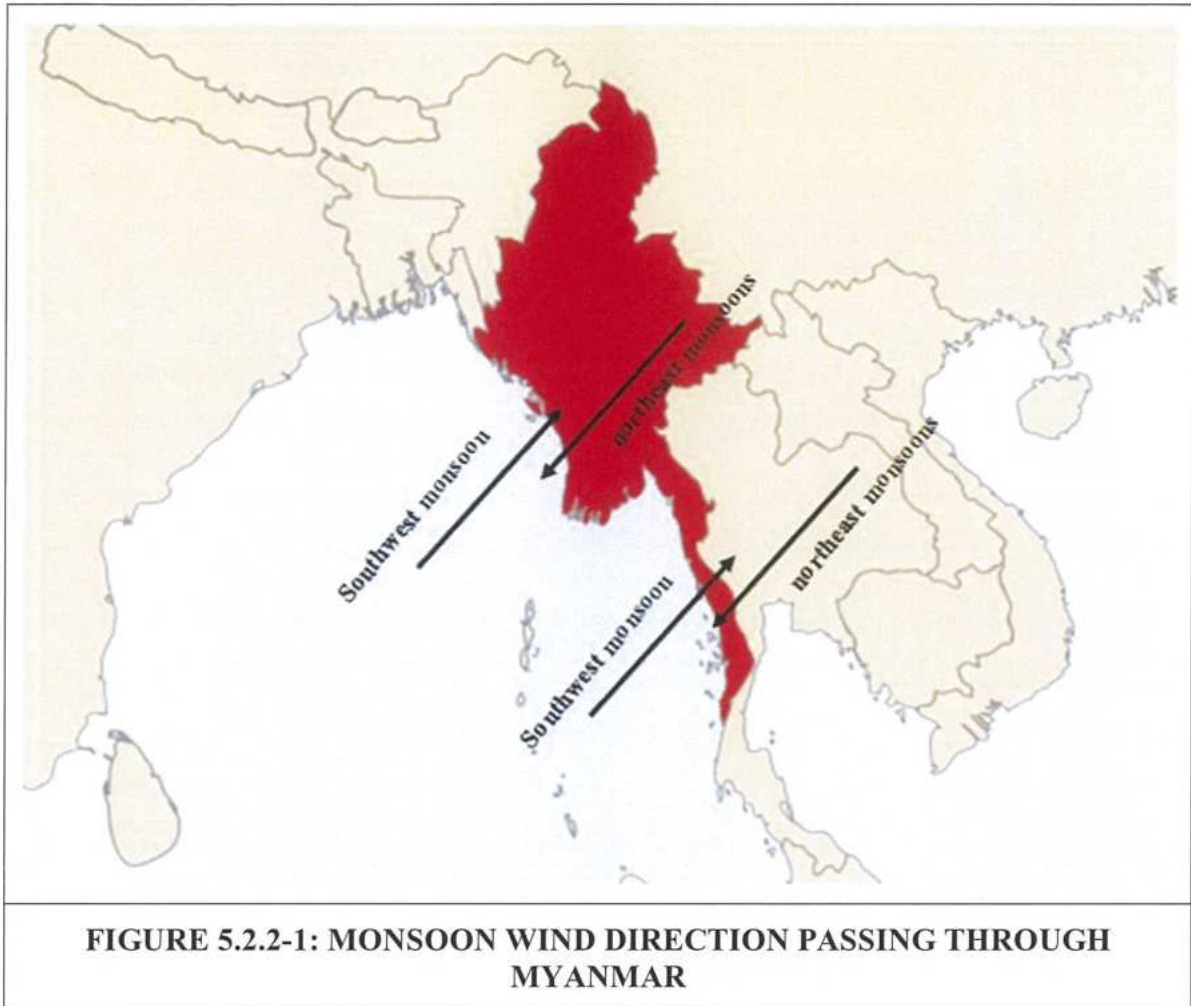 northeast monsoons
Southwest monsoon
northeast monsoons
Southwest monsoon
FIGURE 5.2.2-1: MONSOON WIND DIRECTION PASSING THROUGH
MYANMAR